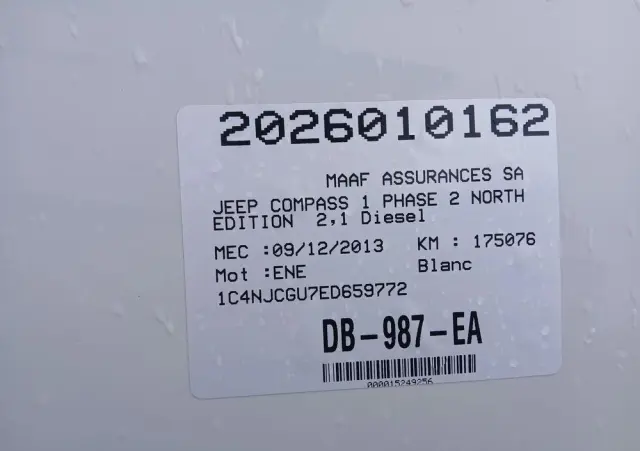 2026010162
MAAF ASSURANCES SA
JEEP COMPASS 1 PHASE 2 NORTH
EDITION 2,1 Diesel
MEC :09/12/2013 KM : 175076
Mot :ENE Blanc
1C4NJCGU7ED659772
DB-987-EA
000015249256